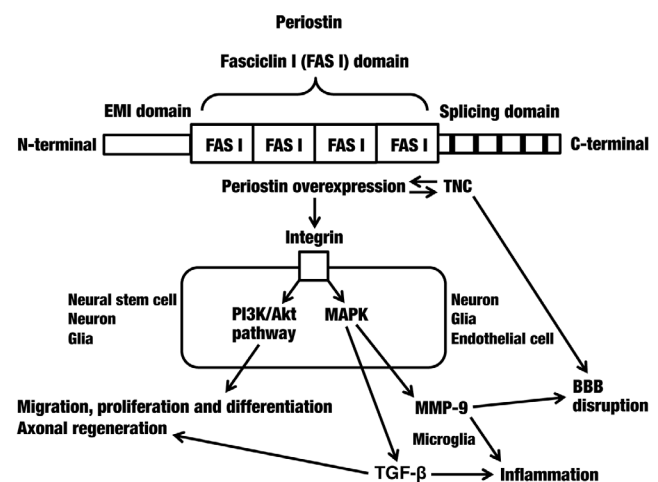 Periostin
Fasciclin I (FAS I) domain
EMI domain
Splicing domain
N-terminal
FAS I
FAS I
FAS I
FAS I
C-terminal
Periostin overexpression
TNC
Integrin
Neural stem cell
Neuron
Glia
PI3K/Akt
pathway
MAPK
Neuron
Glia
Endothelial cell
BBB
disruption
Migration, proliferation and differentiation
Axonal regeneration
MMP-9
Microglia
TGF-β
Inflammation